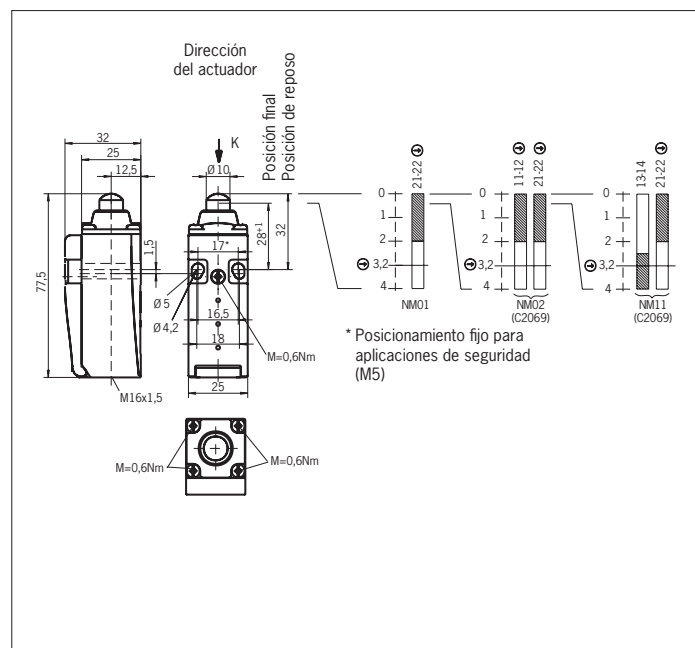 Dirección
del actuador
Posición final
Posición de reposo
K
32
25
12,5
Ø 10
77,5
1,5
28+1
32
17*
Ø 5
Ø 4,2
16,5
18
M=0,6Nm
M16x1,5
25
M=0,6Nm
M=0,6Nm
21-22
0
1
2
3,2
4
NM01
11-12
21-22
0
1
2
3,2
4
NM02
(C2069)
13-14
21-22
0
1
2
3,2
4
NM11
(C2069)
* Posicionamiento fijo para
aplicaciones de seguridad
(M5)